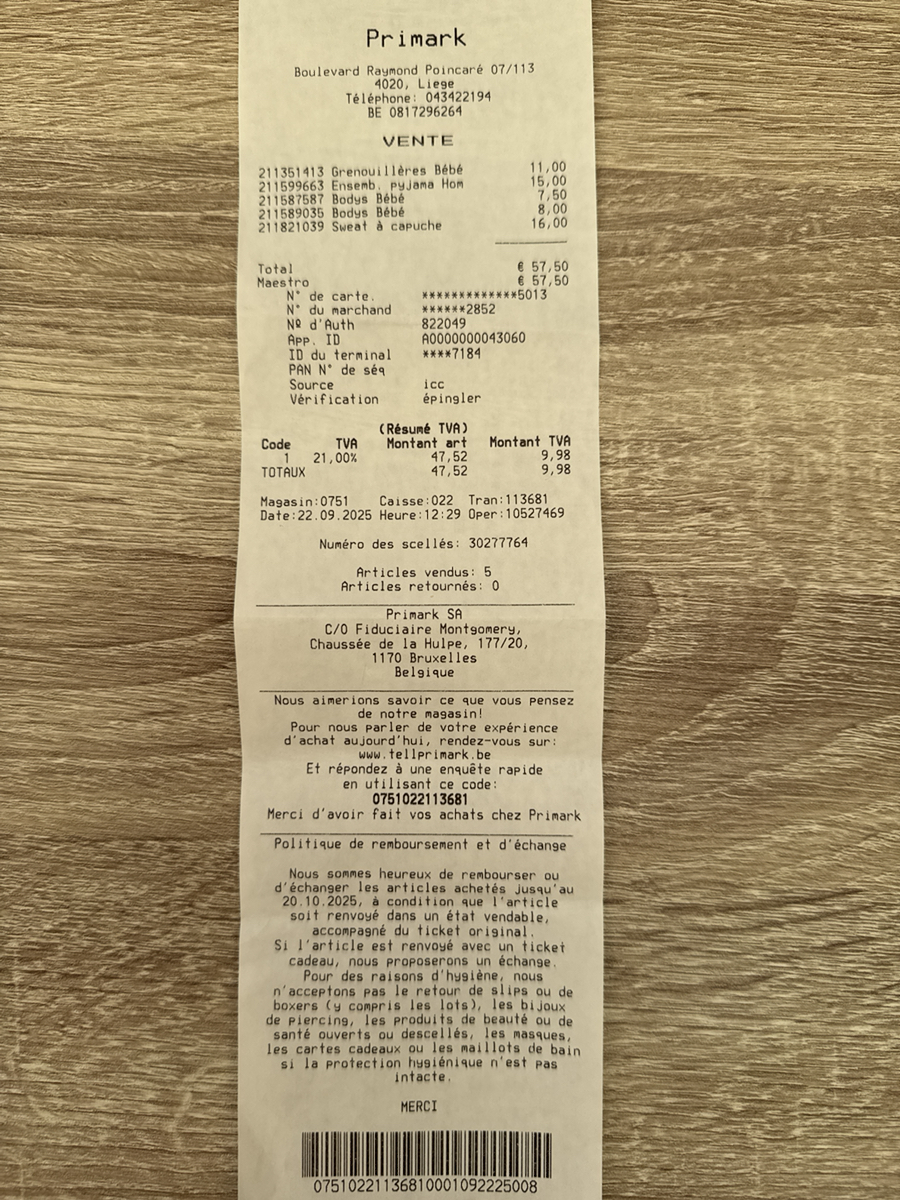 Primark
Boulevard Raymond Poincaré 07/113
4020, Liege
Téléphone: 043422194
BE 0817296264
VENTE
211351413 Grenouillères Bébé 11,00
211599663 Ensemb. pyjama Hom 15,00
211587587 Bodys Bébé 7,50
211589035 Bodys Bébé 8,00
211821039 Sweat à capuche 16,00
Total € 57,50
Maestro € 57,50
N° de carte. *************5013
N° du marchand ******2852
Nº d'Auth 822049
App. ID A0000000043060
ID du terminal ****7184
PAN N° de séq
Source icc
Vérification épingler
(Résumé TVA)
Code TVA Montant art Montant TVA
1 21,00% 47,52 9,98
TOTAUX 47,52 9,98
Magasin:0751 Caisse:022 Tran:113681
Date:22.09.2025 Heure:12:29 Oper:10527469
Numéro des scellés: 30277764
Articles vendus: 5
Articles retournés: 0
Primark SA
C/O Fiduciaire Montgomery,
Chaussée de la Hulpe, 177/20,
1170 Bruxelles
Belgique
Nous aimerions savoir ce que vous pensez
de notre magasin!
Pour nous parler de votre expérience
d'achat aujourd'hui, rendez-vous sur:
www.tellprimark.be
Et répondez à une enquête rapide
en utilisant ce code:
0751022113681
Merci d'avoir fait vos achats chez Primark
Politique de remboursement et d'échange
Nous sommes heureux de rembourser ou
d'échanger les articles achetés jusqu'au
20.10.2025, à condition que l'article
soit renvoyé dans un état vendable,
accompagné du ticket original.
Si l'article est renvoyé avec un ticket
cadeau, nous proposerons un échange.
Pour des raisons d'hygiène, nous
n'acceptons pas le retour de slips ou de
boxers (y compris les lots), les bijoux
de piercing, les produits de beauté ou de
santé ouverts ou descellés, les masques,
les cartes cadeaux ou les maillots de bain
si la protection hygiénique n'est pas
intacte.
MERCI
07510221136810001092225008